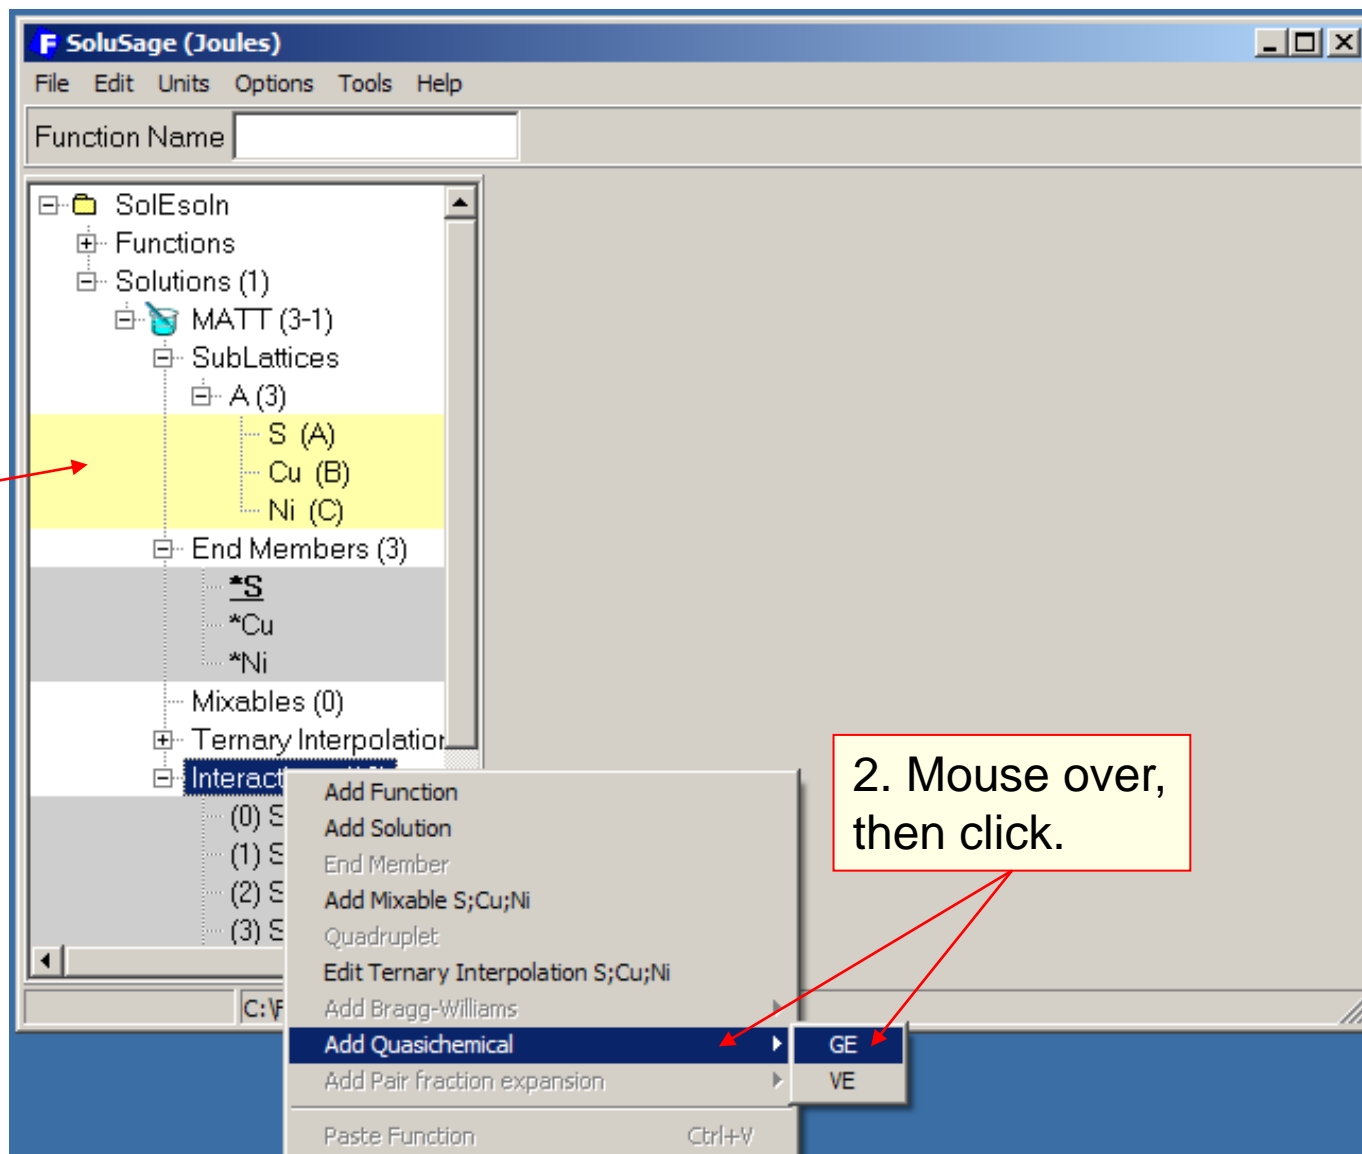 SoluSage (Joules)
File Edit Units Options Tools Help
Function Name
SolEsoln
Functions
Solutions (1)
MATT (3-1)
SubLattices
A (3)
S (A)
Cu (B)
Ni (C)
End Members (3)
*S
*Cu
*Ni
Mixables (0)
Ternary Interpolation
Interact
(0) S
(1) S
(2) S
(3) S
C:\F
Add Function
Add Solution
End Member
Add Mixable S;Cu;Ni
Quadruplet
Edit Ternary Interpolation S;Cu;Ni
Add Bragg-Williams
Add Quasichemical
Add Pair fraction expansion
Paste Function Ctrl+V
GE
VE
2. Mouse over,
then click.